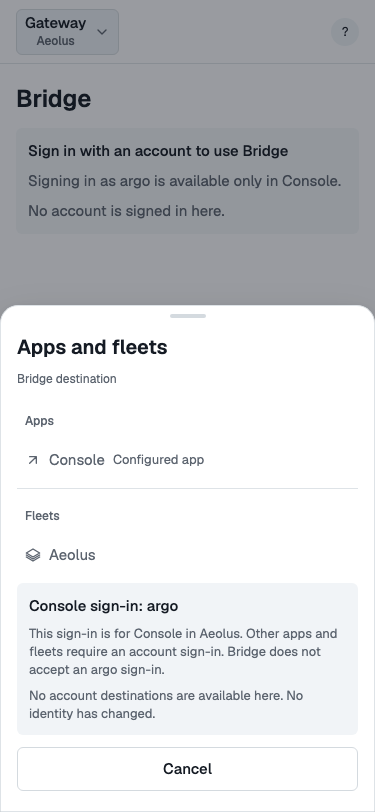 Gateway
Aeolus
?
Bridge
Sign in with an account to use Bridge
Signing in as argo is available only in Console.
No account is signed in here.
Apps and fleets
Bridge destination
Apps
Console Configured app
Fleets
Aeolus
Console sign-in: argo
This sign-in is for Console in Aeolus. Other apps and
fleets require an account sign-in. Bridge does not
accept an argo sign-in.
No account destinations are available here. No
identity has changed.
Cancel